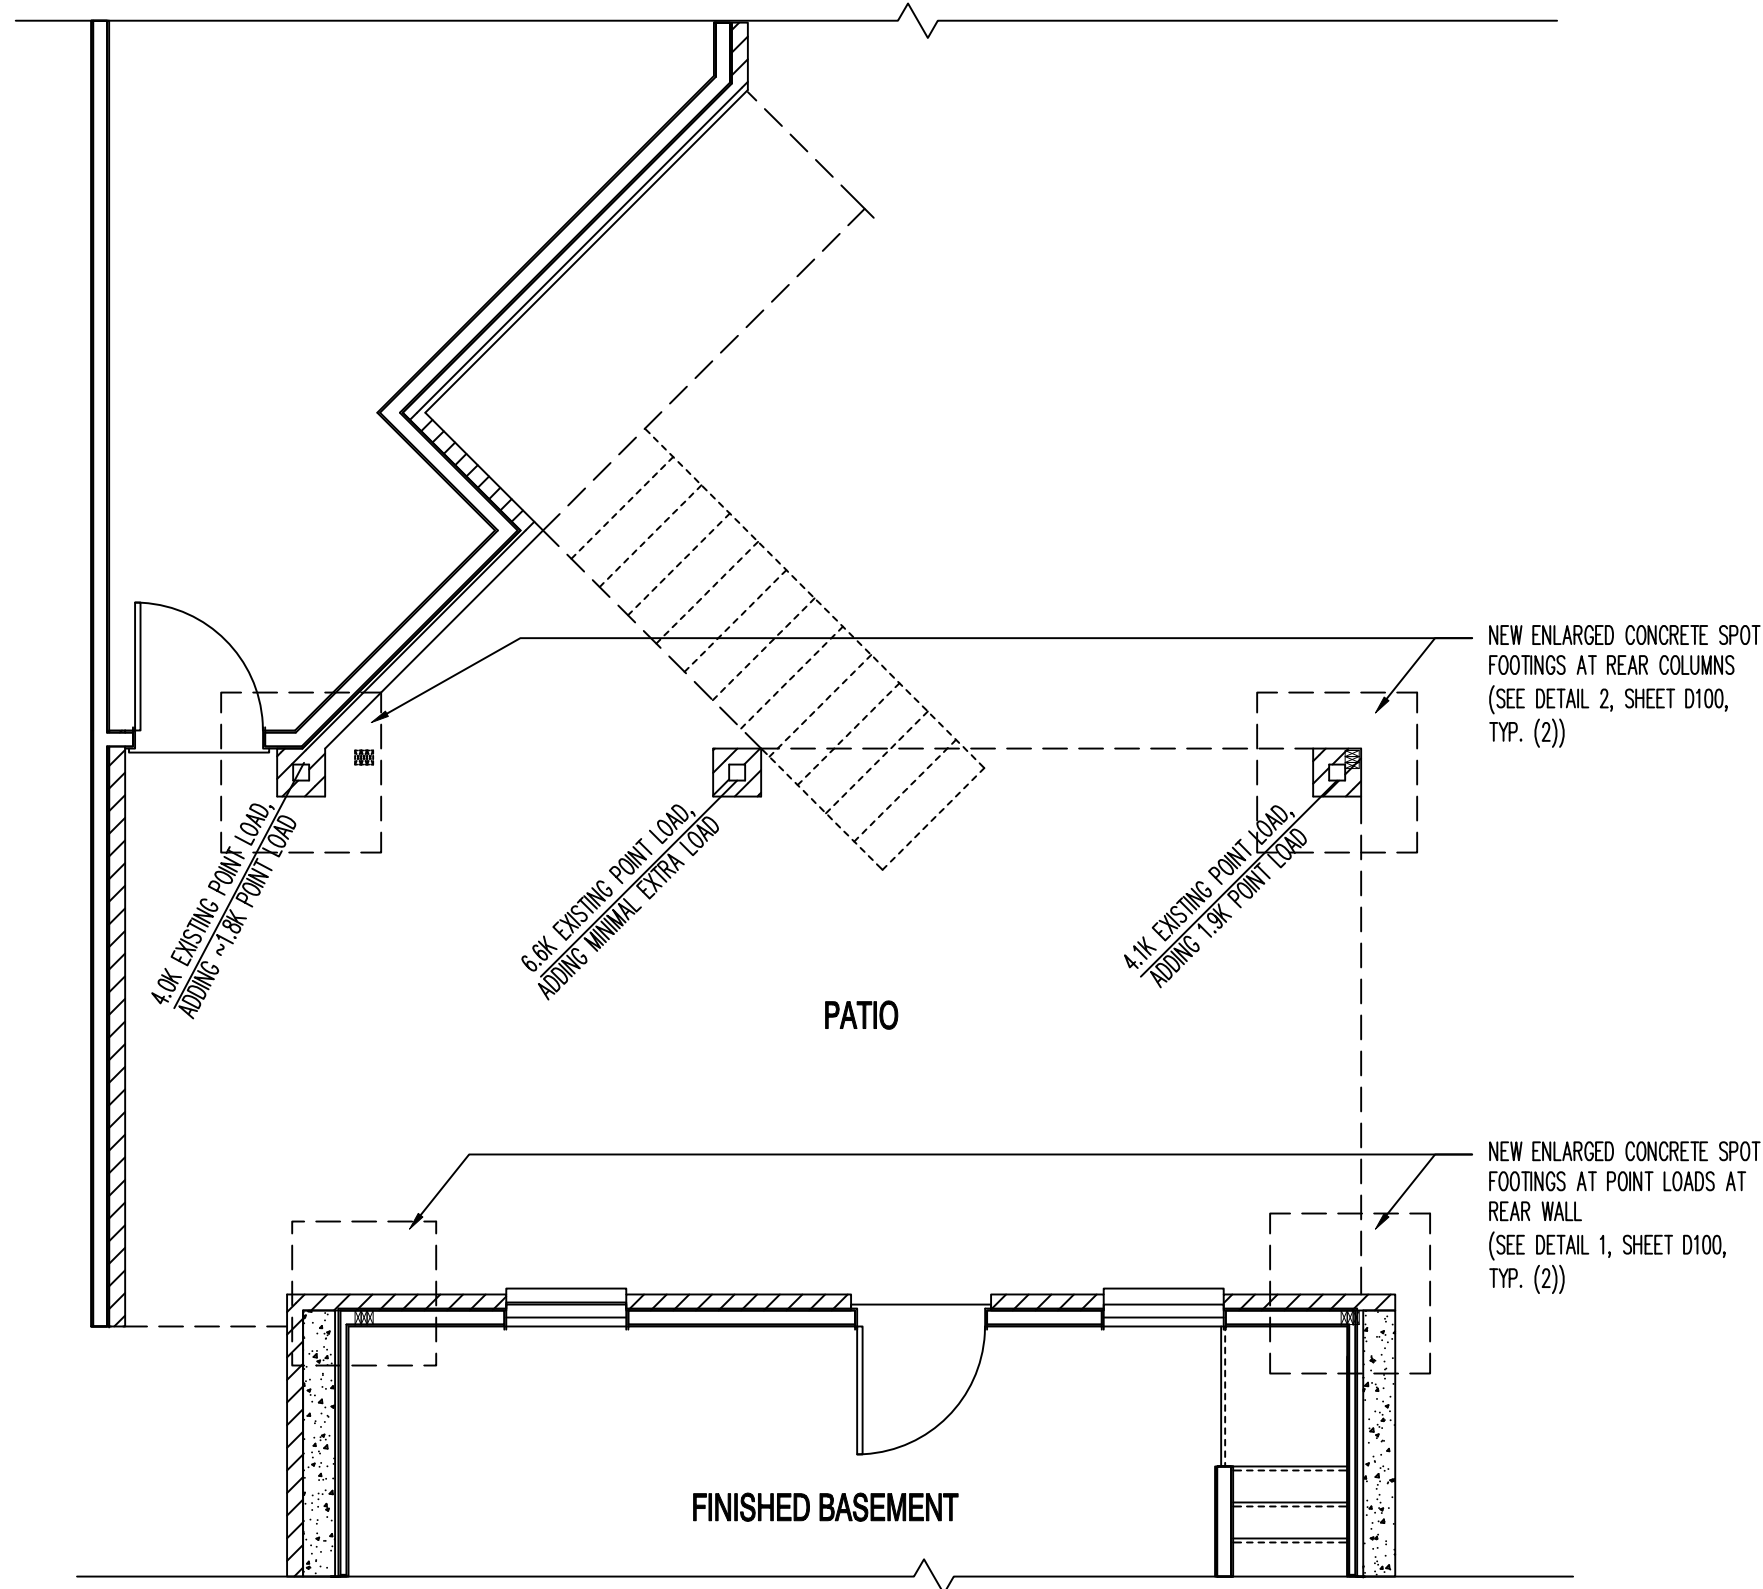 NEW ENLARGED CONCRETE SPOT
FOOTINGS AT REAR COLUMNS
(SEE DETAIL 2, SHEET D100,
TYP. (2))
4.0K EXISTING POINT LOAD,
ADDING ~1.8K POINT LOAD
6.6K EXISTING POINT LOAD,
ADDING MINIMAL EXTRA LOAD
4.1K EXISTING POINT LOAD,
ADDING 1.9K POINT LOAD
PATIO
NEW ENLARGED CONCRETE SPOT
FOOTINGS AT POINT LOADS AT
REAR WALL
(SEE DETAIL 1, SHEET D100,
TYP. (2))
FINISHED BASEMENT